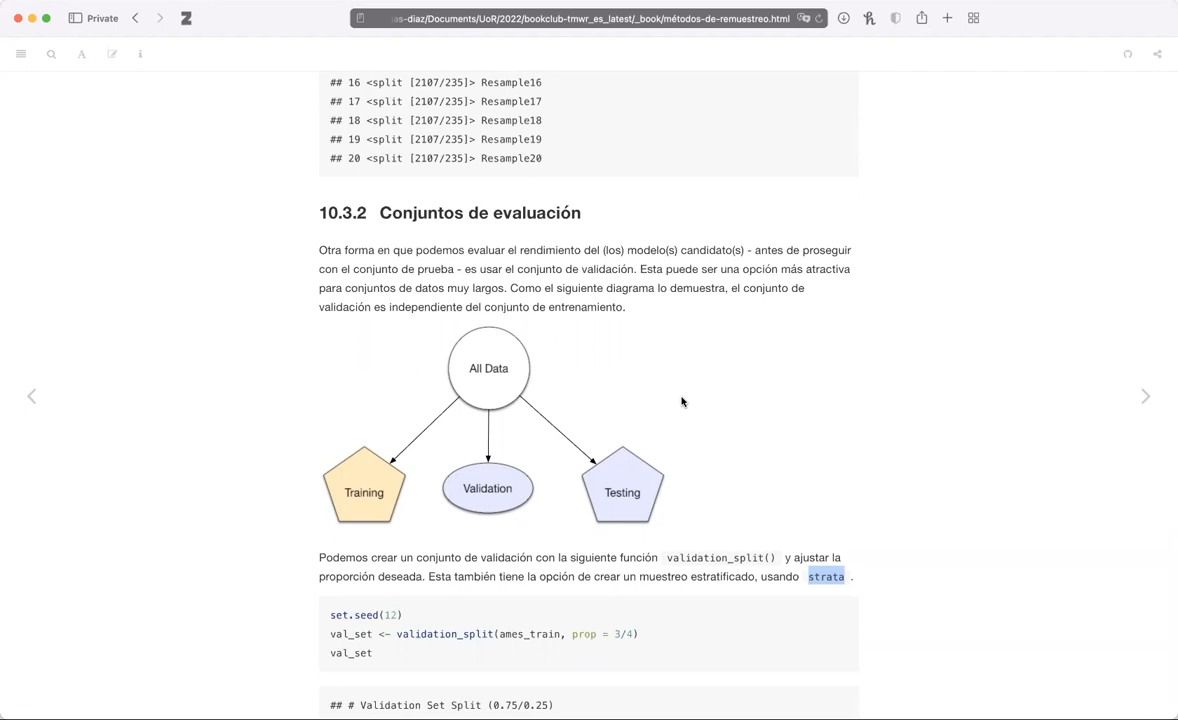 Private
as-diaz/Documents/UoR/2022/bookclub-tmwr_es_latest/_book/métodos-de-remuestreo.html
## 16 <split [2107/235]> Resample16
## 17 <split [2107/235]> Resample17
## 18 <split [2107/235]> Resample18
## 19 <split [2107/235]> Resample19
## 20 <split [2107/235]> Resample20
10.3.2 Conjuntos de evaluación
Otra forma en que podemos evaluar el rendimiento del (los) modelo(s) candidato(s) - antes de proseguir
con el conjunto de prueba - es usar el conjunto de validación. Esta puede ser una opción más atractiva
para conjuntos de datos muy largos. Como el siguiente diagrama lo demuestra, el conjunto de
validación es independiente del conjunto de entrenamiento.
All Data
Training
Validation
Testing
Podemos crear un conjunto de validación con la siguiente función validation_split() y ajustar la
proporción deseada. Esta también tiene la opción de crear un muestreo estratificado, usando strata .
set.seed(12)
val_set <- validation_split(ames_train, prop = 3/4)
val_set
## # Validation Set Split (0.75/0.25)